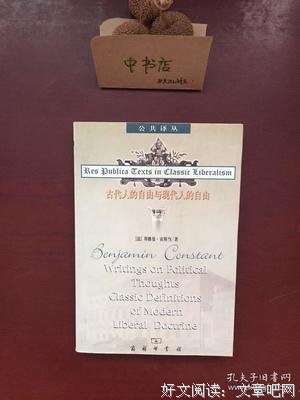 中书店
公共译丛
Res Publica Texts in Classic Liberalism
古代人的自由与现代人的自由
Benjamin Constant
Writings on Political
Thoughts
Classic Definitions
of Modern
Liberal Doctrine
商务印书馆
孔夫子旧书网
好文阅读：文章吧网